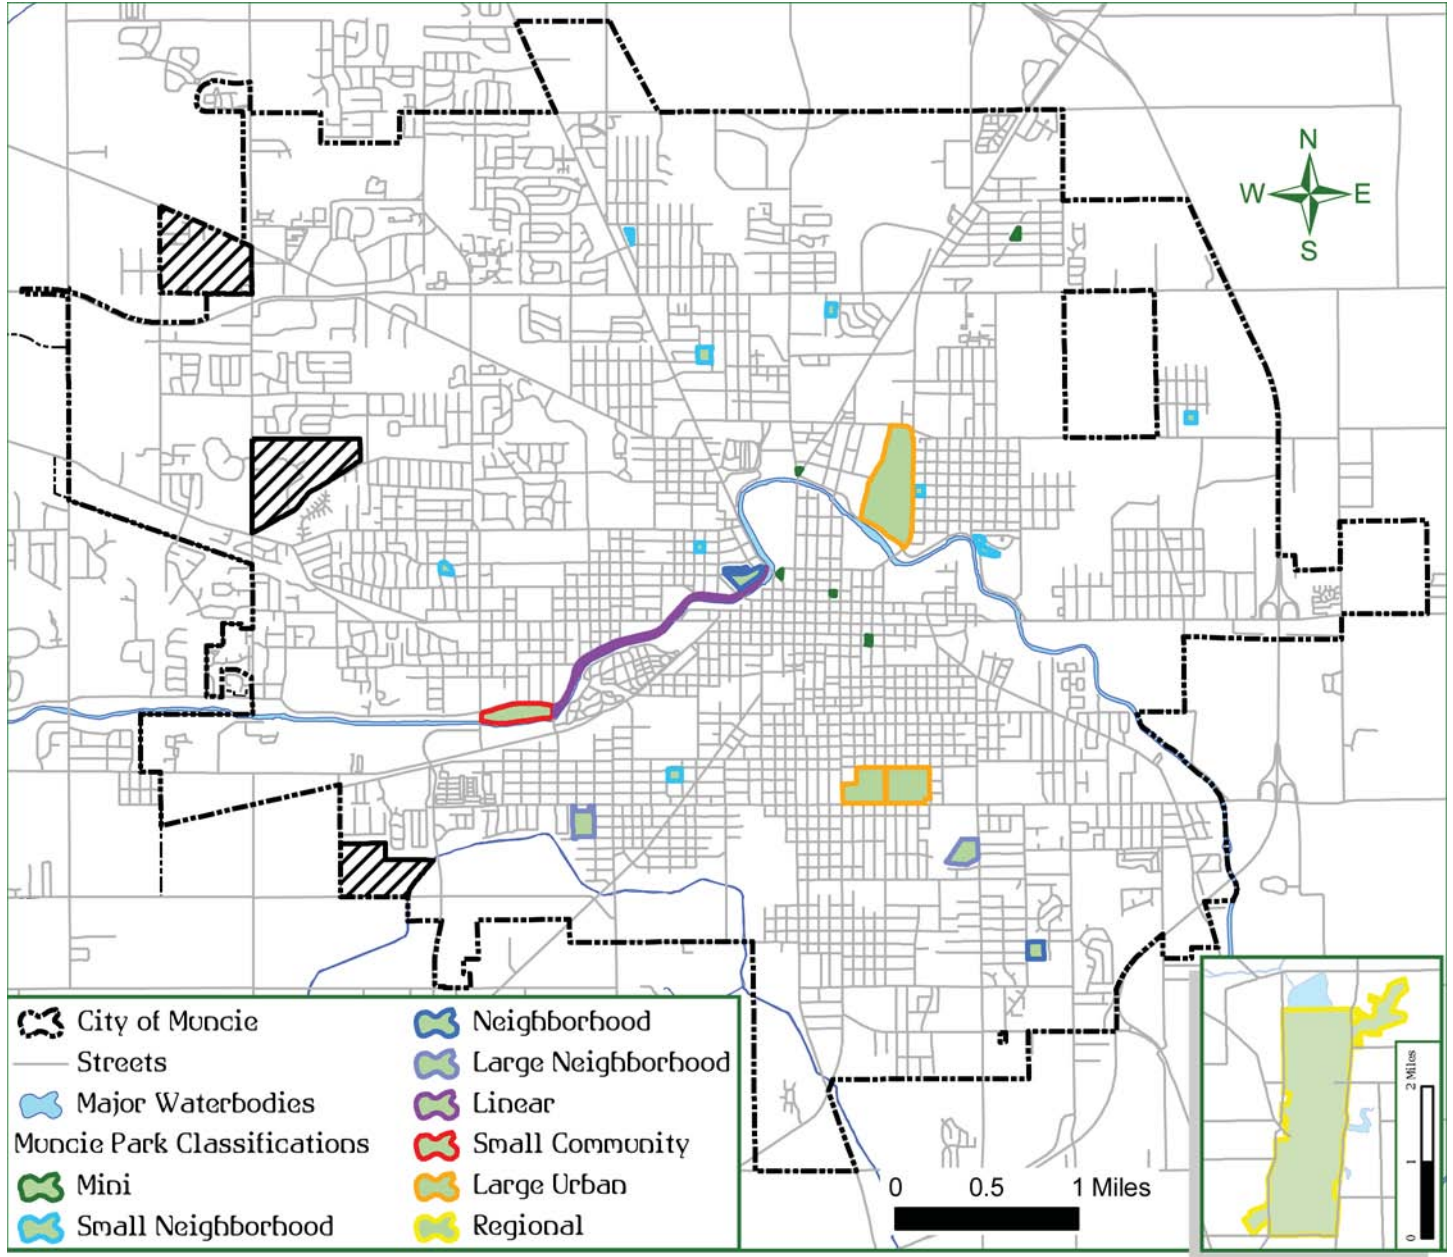 N
W E
S
City of Muncie
Streets
Major Waterbodies
Muncie Park Classifications
Mini
Small Neighborhood
Neighborhood
Large Neighborhood
Linear
Small Community
Large Urban
Regional
0 0.5 1 Miles
0 1 2 Miles